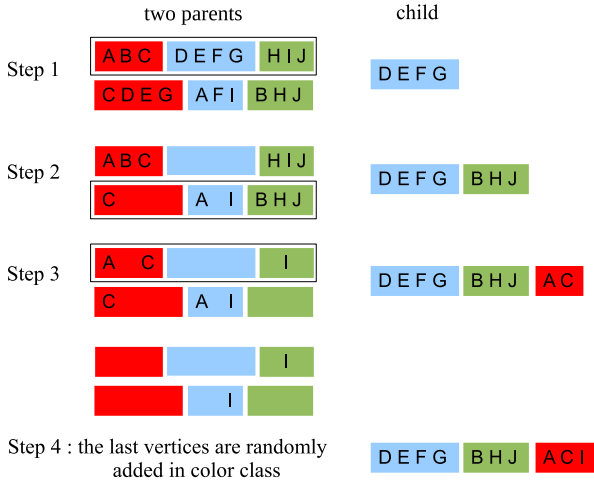 two parents child
A B C D E F G H I J
Step 1 D E F G
C D E G A F I B H J
A B C H I J
Step 2 D E F G B H J
C A I B H J
A C I
Step 3 D E F G B H J A C
C A I
I
I
Step 4 : the last vertices are randomly D E F G B H J A C I
added in color class